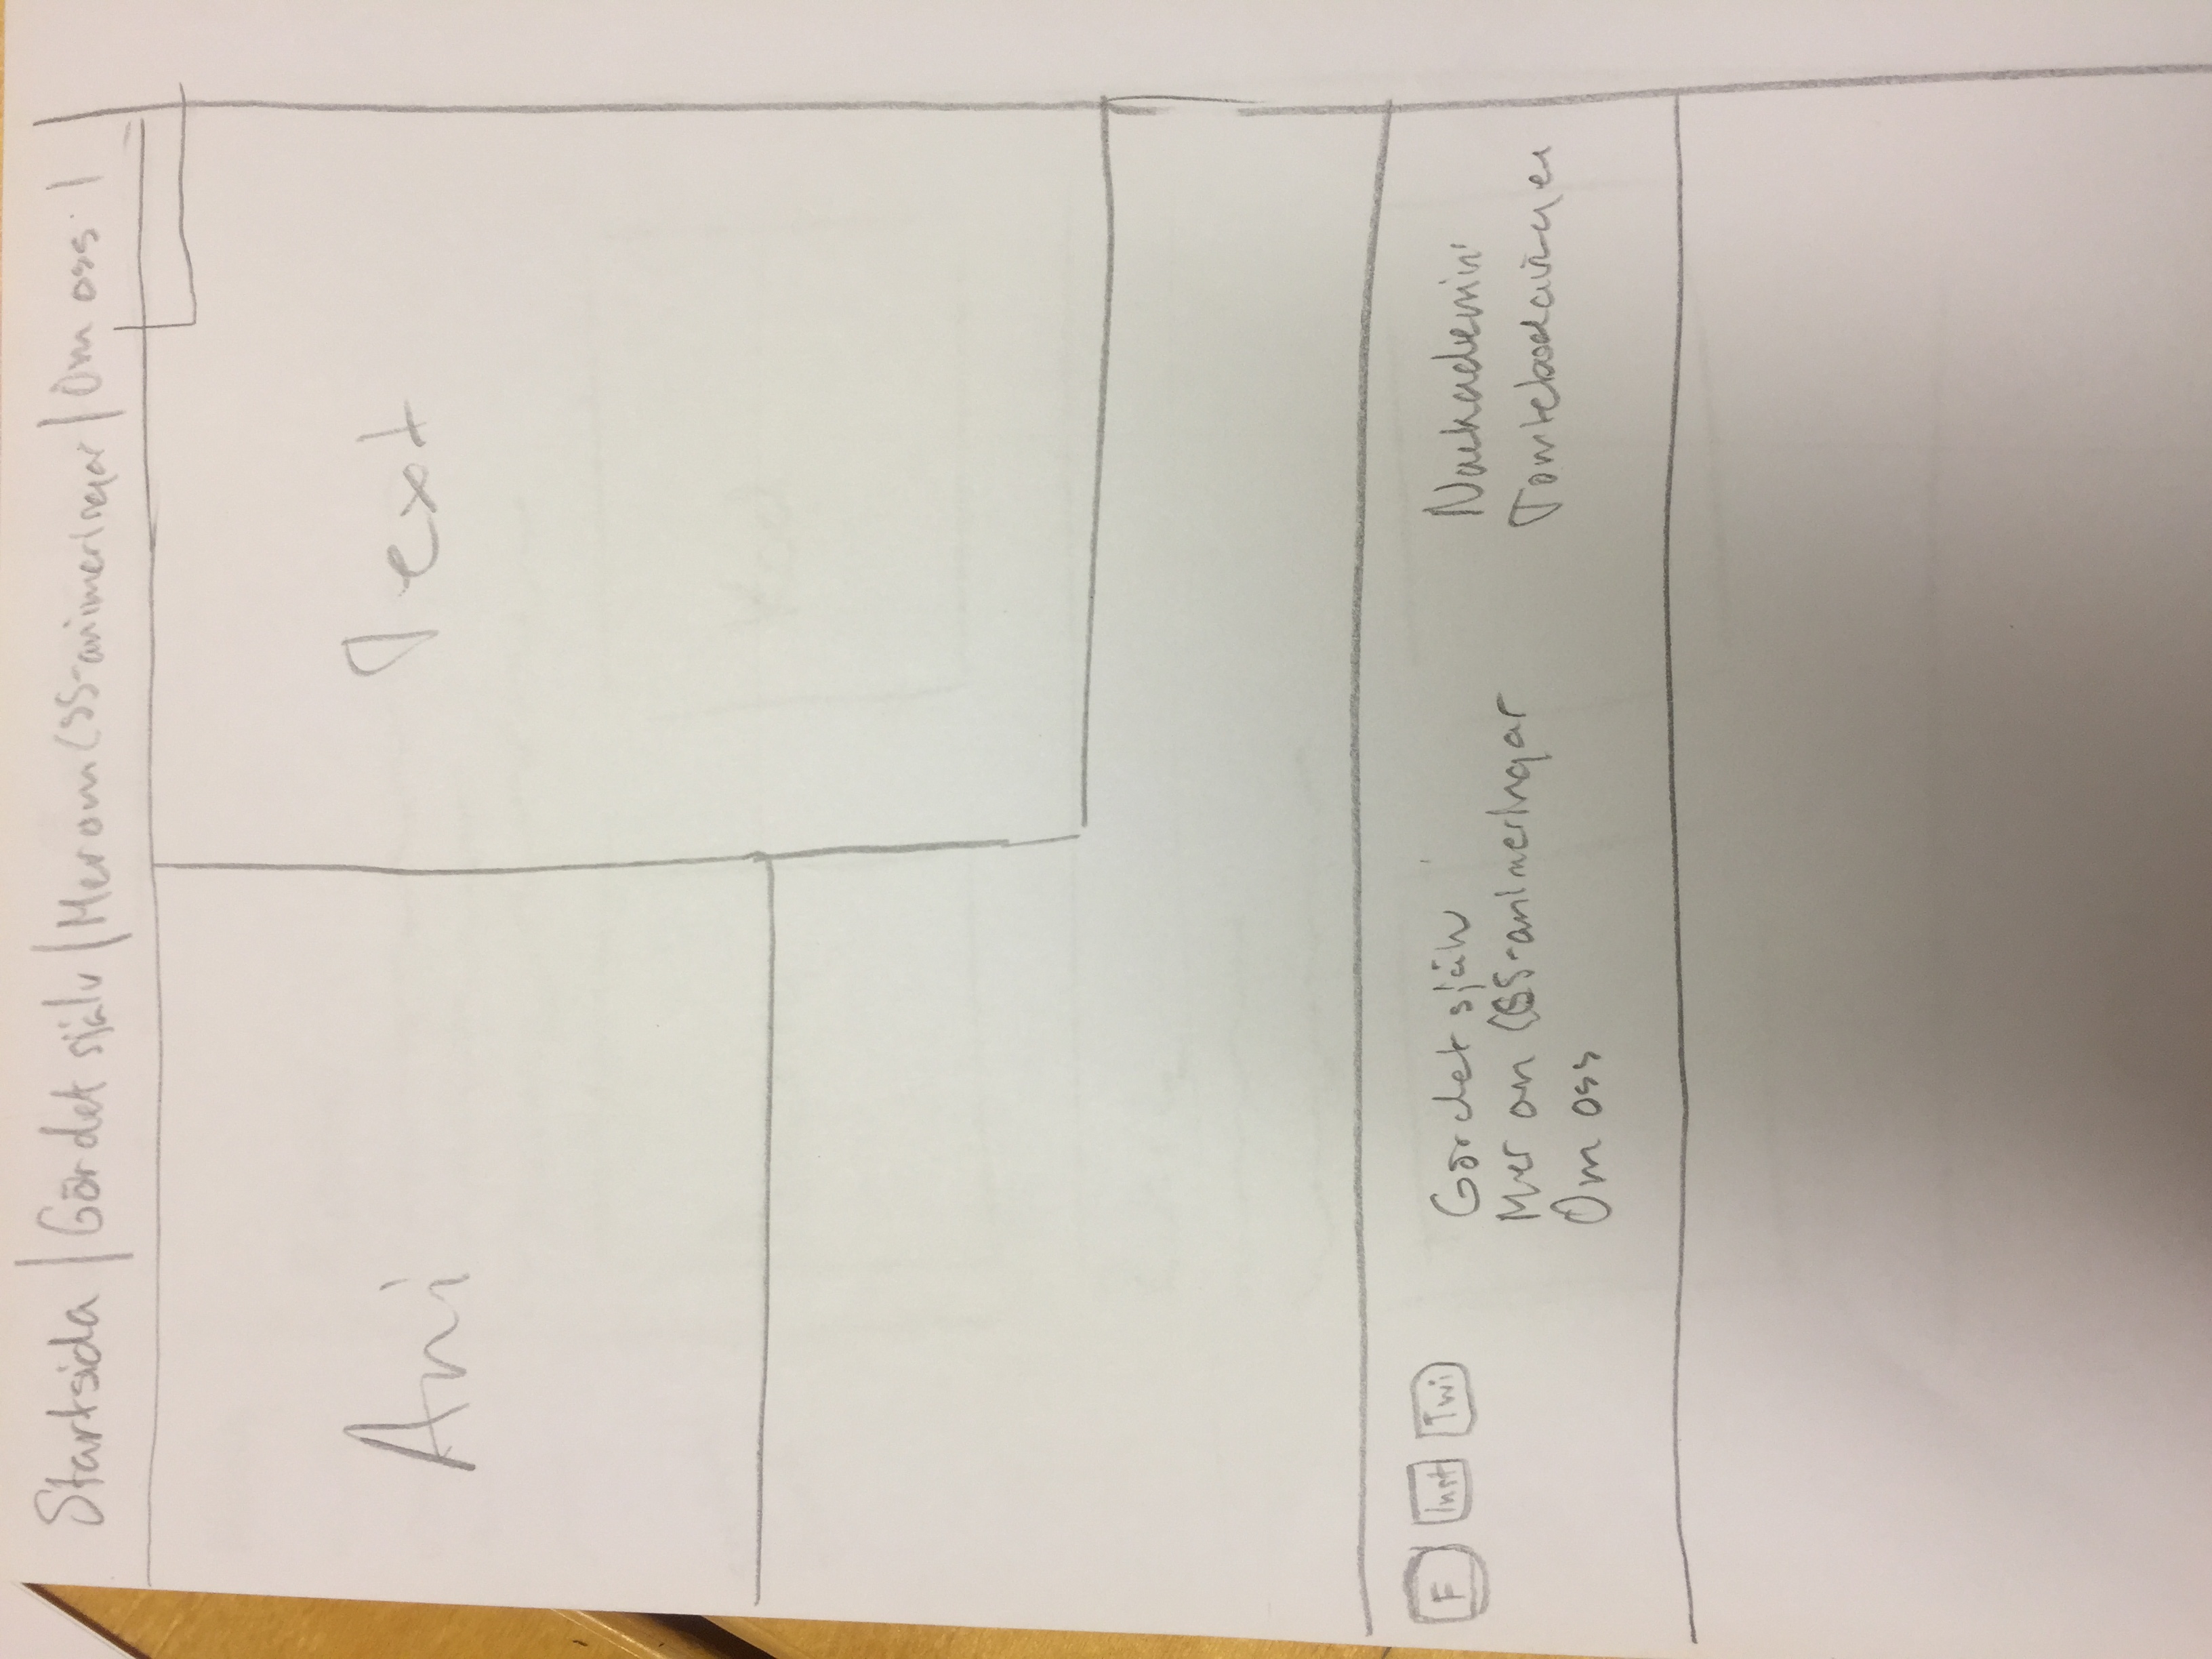 Startsida | Gör det själv | Mer om CSS-animeringar | Om oss |
Ani
Text
F Inst Twi
Gör det själv
Mer om CSS-animeringar
Om oss
Nackademin
Tomtebodavägen
Kod